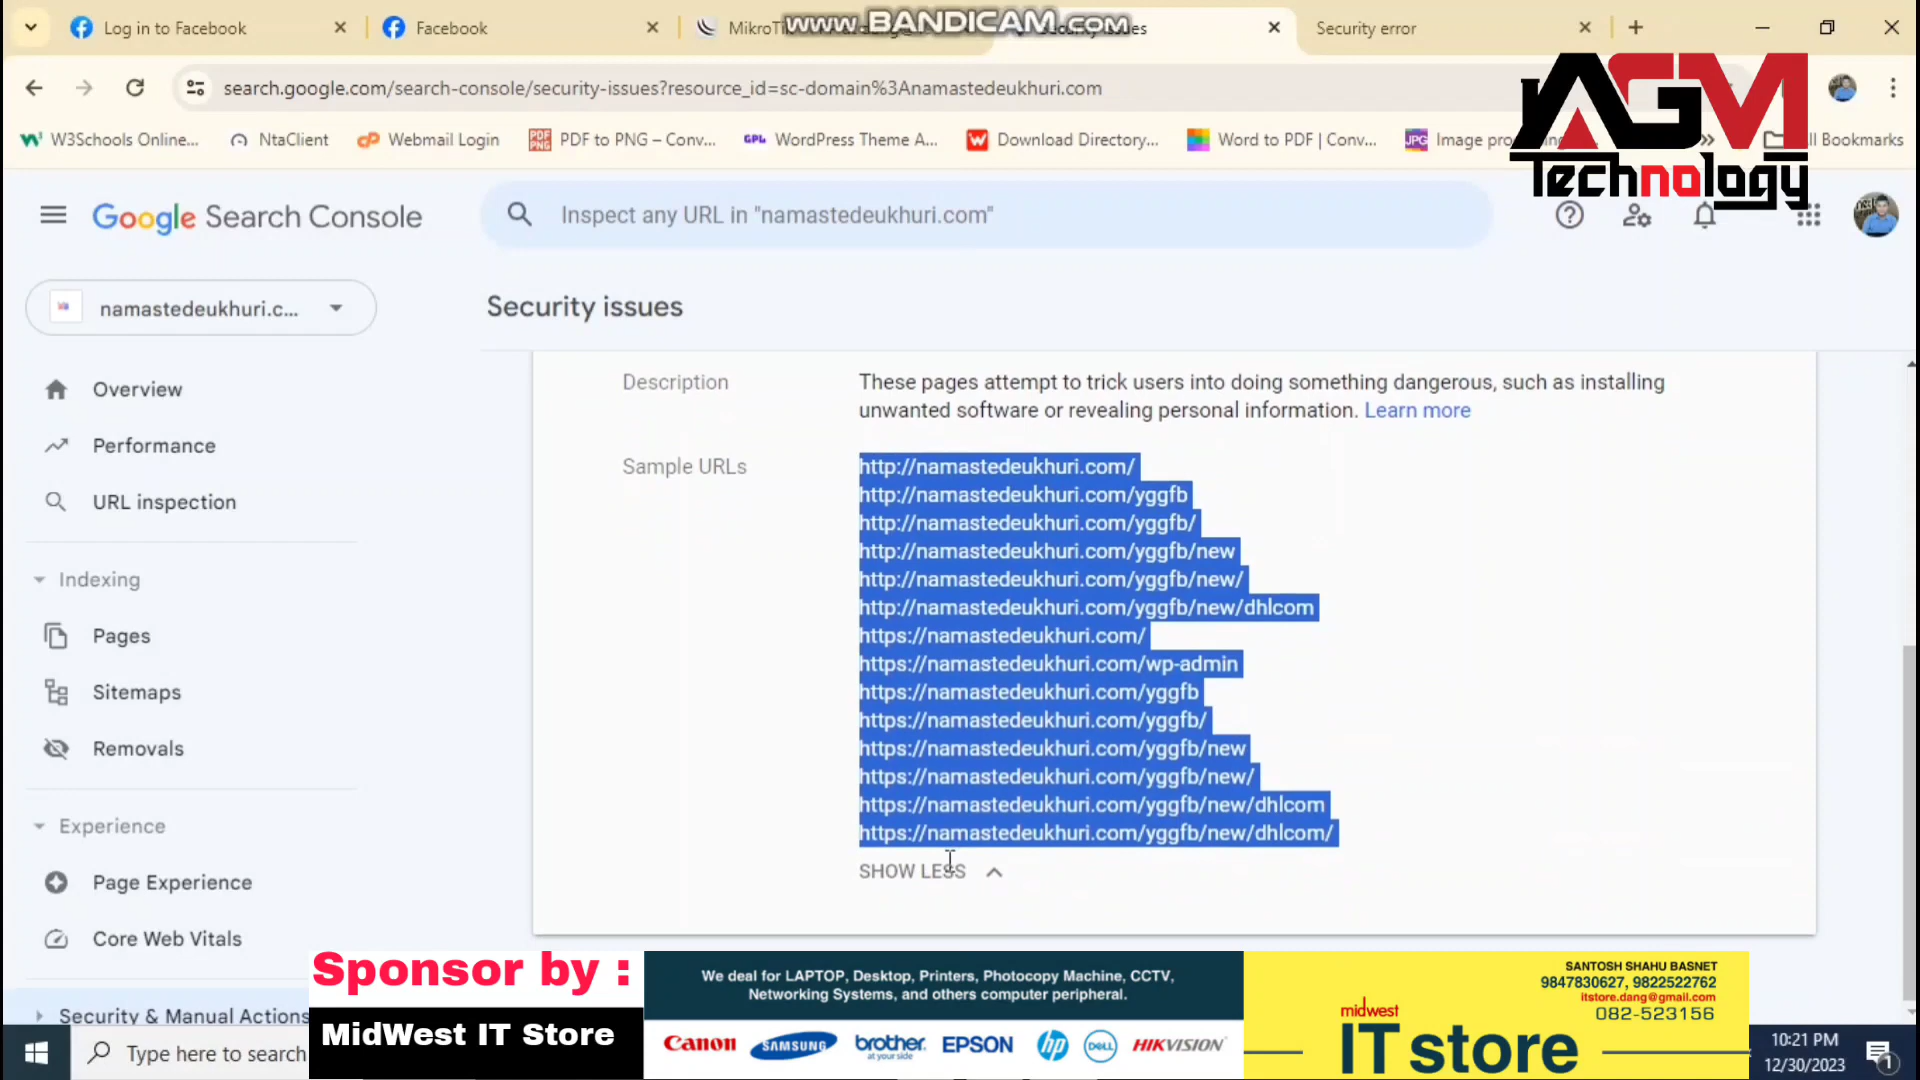 Log in to Facebook
Facebook
MikroTi
www.BANDICAM.com
Security issues
Security error
search.google.com/search-console/security-issues?resource_id=sc-domain%3Anamastedeukhuri.com
W3Schools Online...
NtaClient
Webmail Login
PDF to PNG – Conv...
WordPress Theme A...
Download Directory...
Word to PDF | Conv...
Image pro
All Bookmarks
AGM
Technology
Google Search Console
Inspect any URL in "namastedeukhuri.com"
namastedeukhuri.c...
Security issues
Overview
Performance
URL inspection
Indexing
Pages
Sitemaps
Removals
Experience
Page Experience
Core Web Vitals
Security & Manual Actions
Description
These pages attempt to trick users into doing something dangerous, such as installing
unwanted software or revealing personal information. Learn more
Sample URLs
http://namastedeukhuri.com/
http://namastedeukhuri.com/yggfb
http://namastedeukhuri.com/yggfb/
http://namastedeukhuri.com/yggfb/new
http://namastedeukhuri.com/yggfb/new/
http://namastedeukhuri.com/yggfb/new/dhlcom
https://namastedeukhuri.com/
https://namastedeukhuri.com/wp-admin
https://namastedeukhuri.com/yggfb
https://namastedeukhuri.com/yggfb/
https://namastedeukhuri.com/yggfb/new
https://namastedeukhuri.com/yggfb/new/
https://namastedeukhuri.com/yggfb/new/dhlcom
https://namastedeukhuri.com/yggfb/new/dhlcom/
SHOW LESS
Sponsor by :
MidWest IT Store
We deal for LAPTOP, Desktop, Printers, Photocopy Machine, CCTV,
Networking Systems, and others computer peripheral.
Canon
SAMSUNG
brother
at your side
EPSON
hp
DELL
HIKVISION
SANTOSH SHAHU BASNET
9847830627, 9822522762
itstore.dang@gmail.com
082-523156
midwest
IT store
Type here to search
10:21 PM
12/30/2023
1